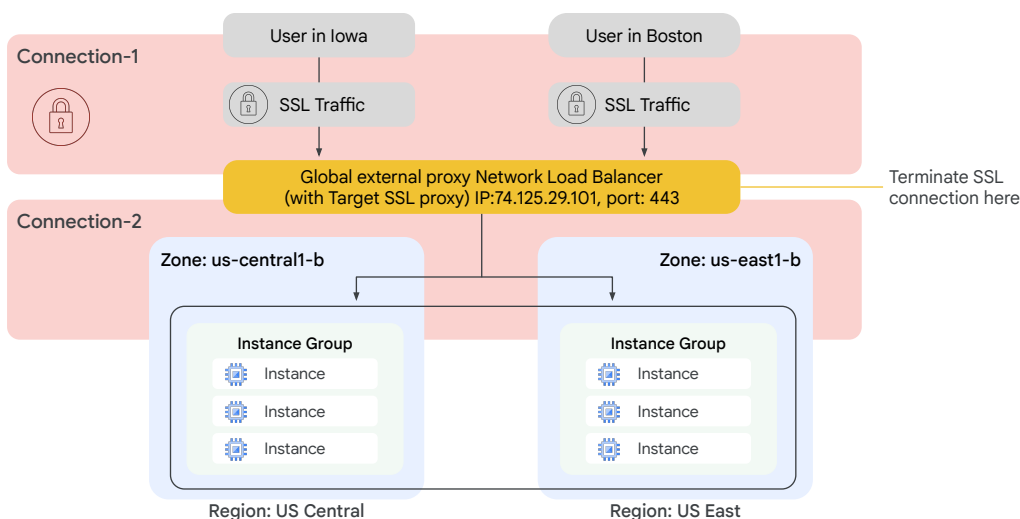 User in Iowa
User in Boston
Connection-1
SSL Traffic
SSL Traffic
Global external proxy Network Load Balancer
(with Target SSL proxy) IP:74.125.29.101, port: 443
Terminate SSL
connection here
Connection-2
Zone: us-central1-b
Zone: us-east1-b
Instance Group
Instance
Instance
Instance
Instance Group
Instance
Instance
Instance
Region: US Central
Region: US East